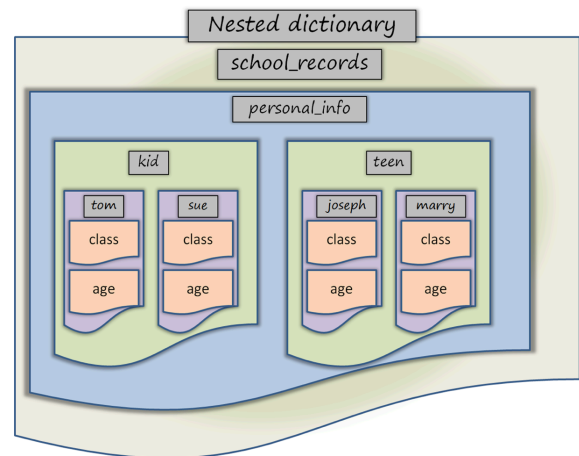 Nested dictionary
school_records
personal_info
kid
teen
tom
sue
joseph
marry
class
class
class
class
age
age
age
age